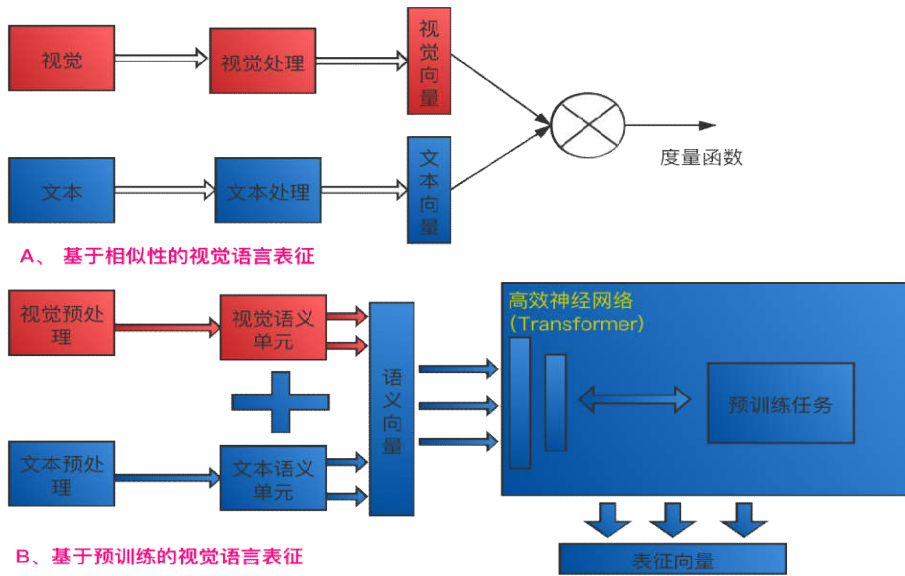 视觉
视觉处理
视觉向量
度量函数
文本
文本处理
文本向量
A、 基于相似性的视觉语言表征
视觉预处
理
视觉语义
单元
语义向量
高效神经网络
(Transformer)
预训练任务
文本预处
理
文本语义
单元
B、基于预训练的视觉语言表征
表征向量